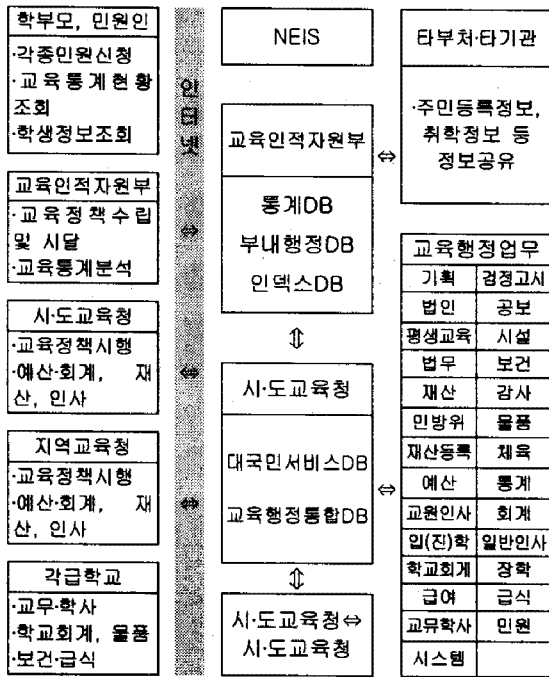 학부모, 민원인
·각종민원신청
·교육통계현황
조회
·학생정보조회
교육인적자원부
·교육정책수립
및 시달
·교육통계분석
시·도교육청
·교육정책시행
·예산·회계, 재
산, 인사
지역교육청
·교육정책시행
·예산·회계, 재
산, 인사
각급학교
·교무·학사
·학교회계, 물품
·보건·급식
인
터
넷
⇔
⇔
⇔
NEIS
교육인적자원부
통계DB
부내행정DB
인덱스DB
⇕
시·도교육청
대국민서비스DB
교육행정통합DB
⇕
시·도교육청⇔
시·도교육청
⇔
⇔
타부처·타기관
·주민등록정보,
취학정보 등
정보공유
교육행정업무
기획 검정고시
법인 공보
평생교육 시설
법무 보건
재산 감사
민방위 물품
재산등록 체육
예산 통계
교원인사 회계
입(진)학 일반인사
학교회게 장학
급여 급식
교뮤학사 민원
시스템